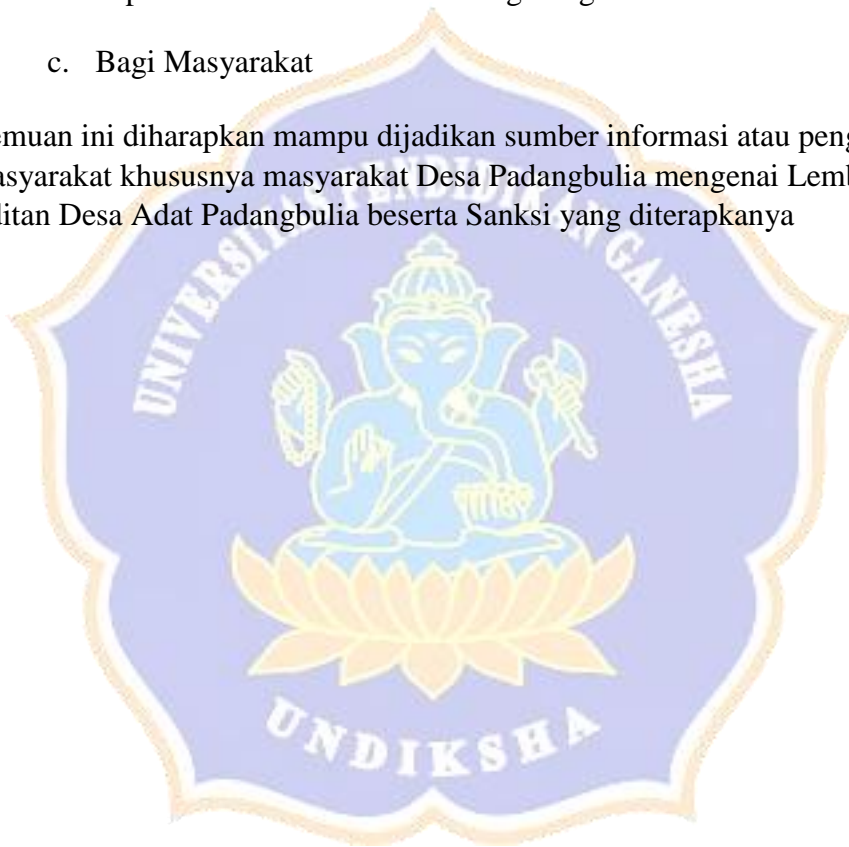 c. Bagi Masyarakat
emuan ini diharapkan mampu dijadikan sumber informasi atau peng
asyarakat khususnya masyarakat Desa Padangbulia mengenai Lemb
litan Desa Adat Padangbulia beserta Sanksi yang diterapkanya
UNIVERSITAS PENDIDIKAN GANESHA
UNDIKSHA